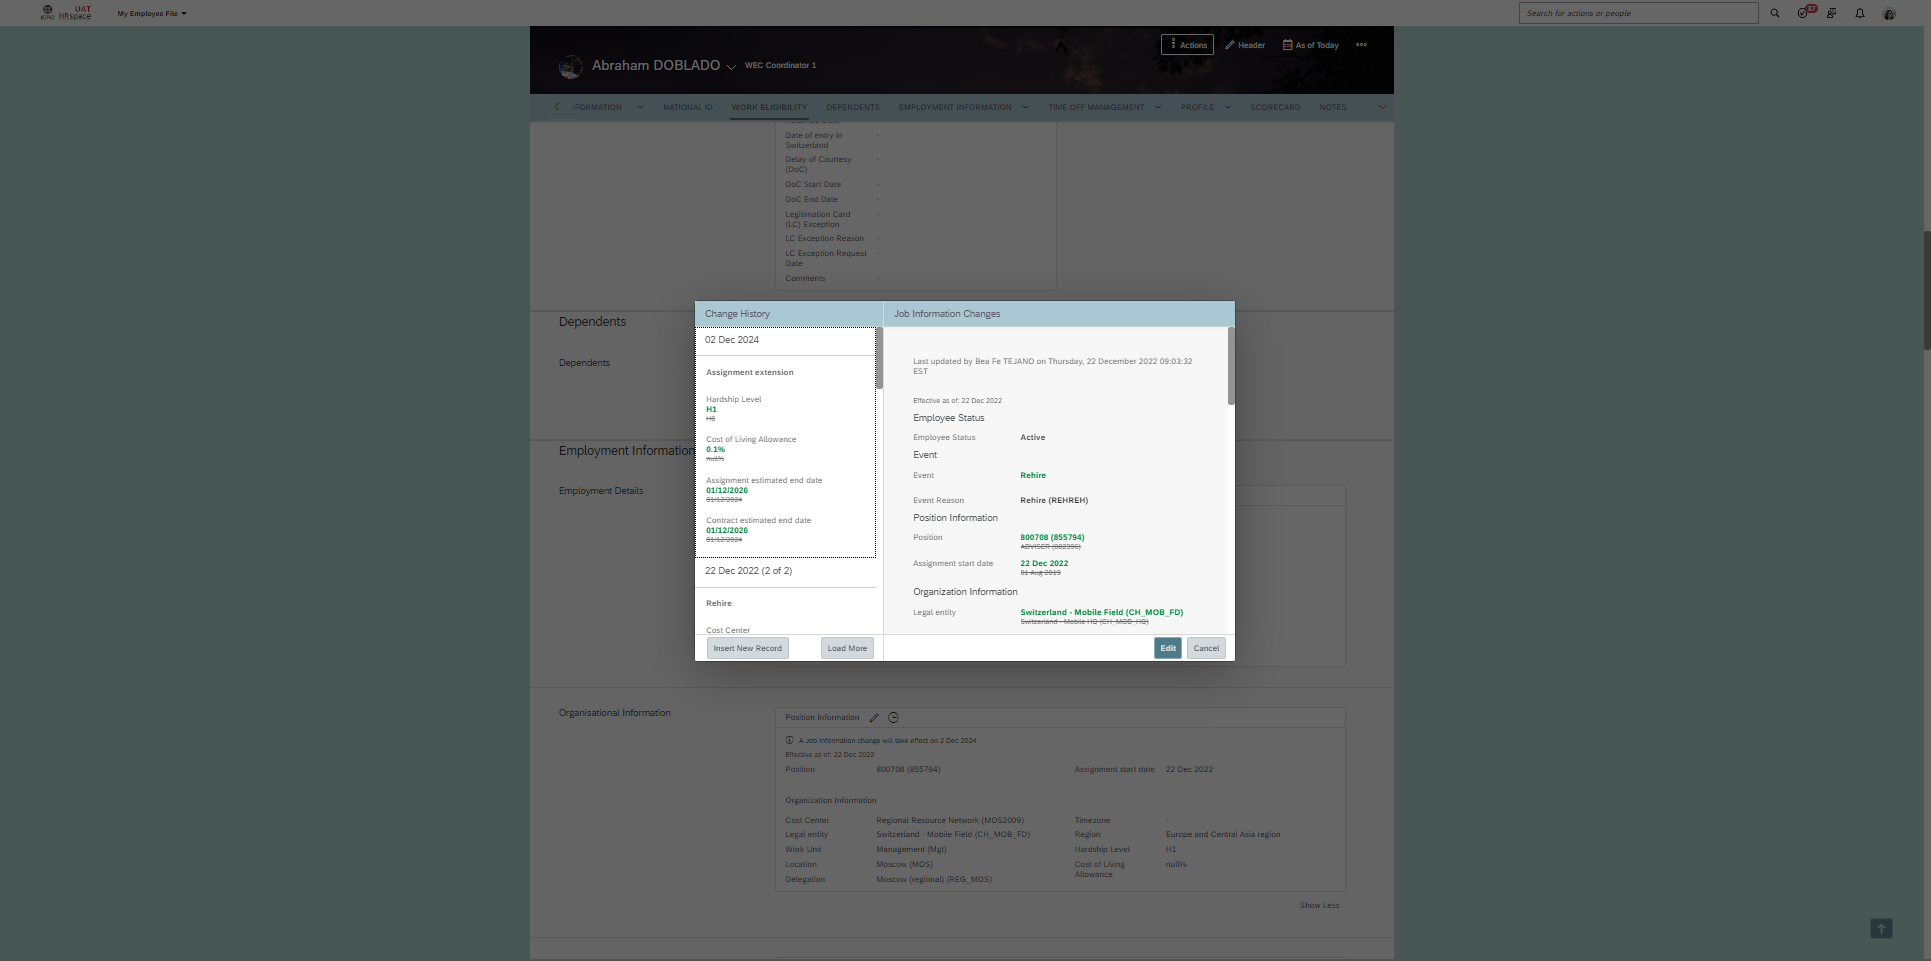 UAT
ICRC HRspace
My Employee File
Search for actions or people
37
Abraham DOBLADO
WEC Coordinator 1
Actions
Header
As of Today
FORMATION
NATIONAL ID
WORK ELIGIBILITY
DEPENDENTS
EMPLOYMENT INFORMATION
TIME OFF MANAGEMENT
PROFILE
SCORECARD
NOTES
Date of entry in
Switzerland
-
Delay of Courtesy
(DoC)
-
DoC Start Date
-
DoC End Date
-
Legitimation Card
(LC) Exception
-
LC Exception Reason
-
LC Exception Request
Date
-
Comments
-
Dependents
Dependents
Employment Information
Employment Details
Change History
02 Dec 2024
Assignment extension
Hardship Level
H1
H0
Cost of Living Allowance
0.1%
null%
Assignment estimated end date
01/12/2026
01/12/2024
Contract estimated end date
01/12/2026
01/12/2024
22 Dec 2022 (2 of 2)
Rehire
Cost Center
Insert New Record
Load More
Job Information Changes
Last updated by Bea Fe TEJANO on Thursday, 22 December 2022 09:03:32
EST
Effective as of: 22 Dec 2022
Employee Status
Employee Status
Active
Event
Event
Rehire
Event Reason
Rehire (REHREH)
Position Information
Position
800708 (855794)
ADVISER (002396)
Assignment start date
22 Dec 2022
01 Aug 2019
Organization Information
Legal entity
Switzerland - Mobile Field (CH_MOB_FD)
Switzerland - Mobile HQ (CH_MOB_HQ)
Edit
Cancel
Organisational Information
Position Information
A Job Information change will take effect on 2 Dec 2024
Effective as of: 22 Dec 2022
Position
800708 (855794)
Assignment start date
22 Dec 2022
Organization Information
Cost Center
Regional Resource Network (MOS2009)
Timezone
-
Legal entity
Switzerland - Mobile Field (CH_MOB_FD)
Region
Europe and Central Asia region
Work Unit
Management (Mgt)
Hardship Level
H1
Location
Moscow (MOS)
Cost of Living
Allowance
null%
Delegation
Moscow (regional) (REG_MOS)
Show Less